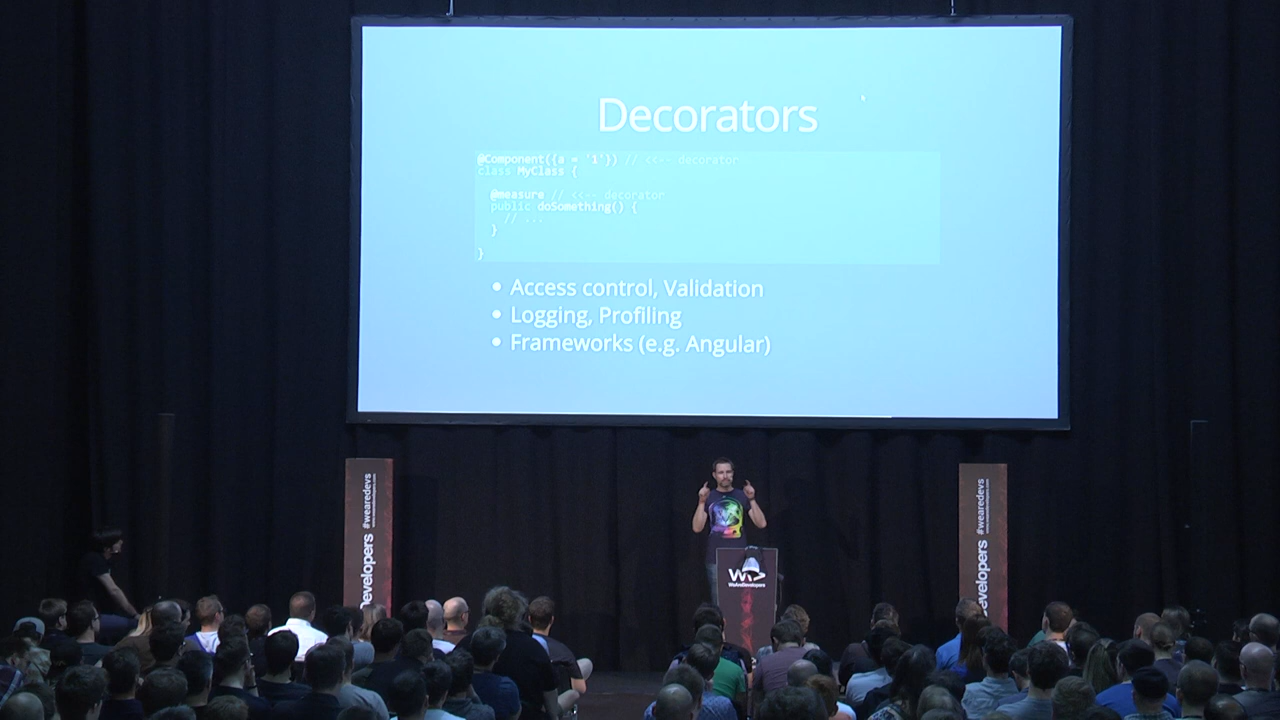 Decorators
@Component({a = '1'}) // <<-- decorator
class MyClass {
@measure // <<-- decorator
public doSomething() {
// ...
}
}
• Access control, Validation
• Logging, Profiling
• Frameworks (e.g. Angular)
#wearedevs
Developers
#wearedevs
Developers
WeAreDevelopers